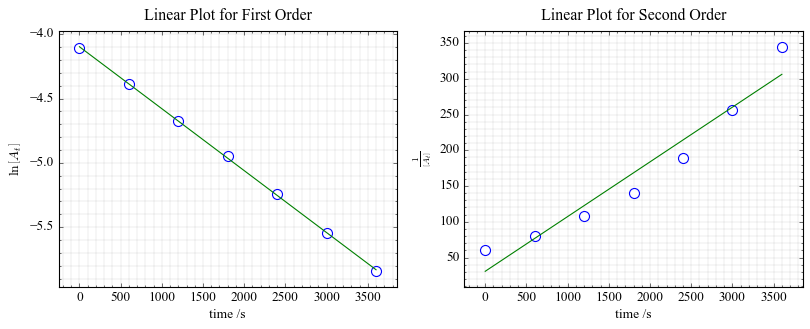 Linear Plot for First Order
ln [A_t]
−4.0
−4.5
−5.0
−5.5
0 500 1000 1500 2000 2500 3000 3500
time /s
Linear Plot for Second Order
1/[A_t]
350
300
250
200
150
100
50
0 500 1000 1500 2000 2500 3000 3500
time /s